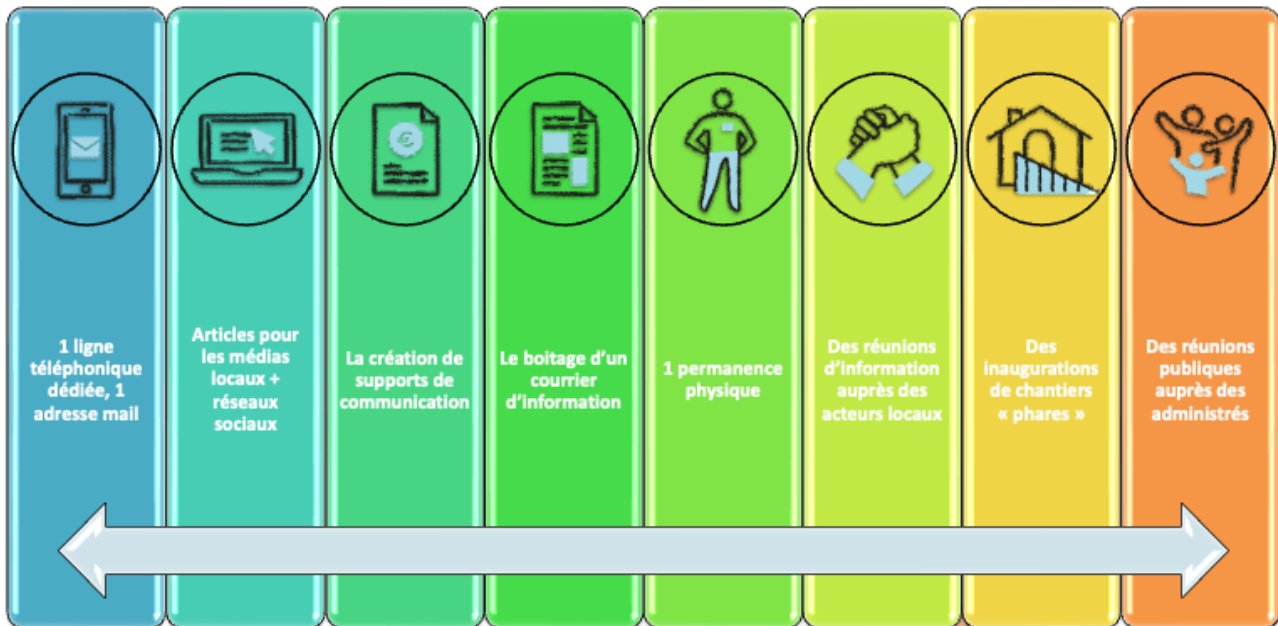 1 ligne
téléphonique
dédiée, 1
adresse mail
Articles pour
les médias
locaux +
réseaux
sociaux
La création de
supports de
communication
Le boitage d'un
courrier
d'information
1 permanence
physique
Des réunions
d'information
auprès des
acteurs locaux
Des
inaugurations
de chantiers
« phares »
Des réunions
publiques
auprès des
administrés